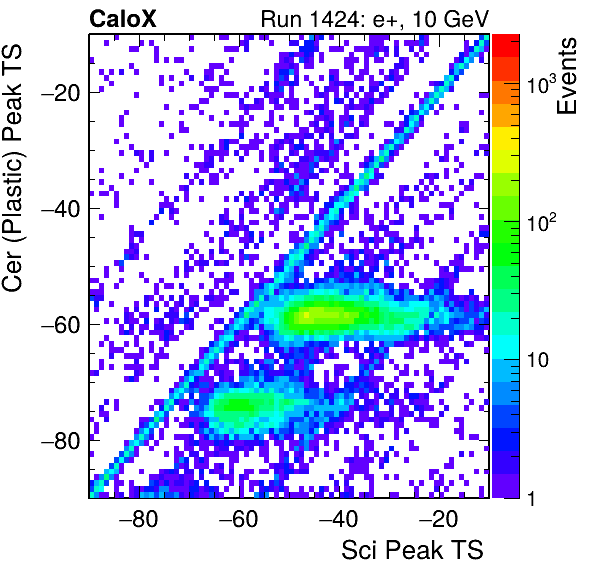 CaloX Run 1424: e+, 10 GeV
Cer (Plastic) Peak TS
−20
−40
−60
−80
−80 −60 −40 −20
Sci Peak TS
Events
10³
10²
10
1